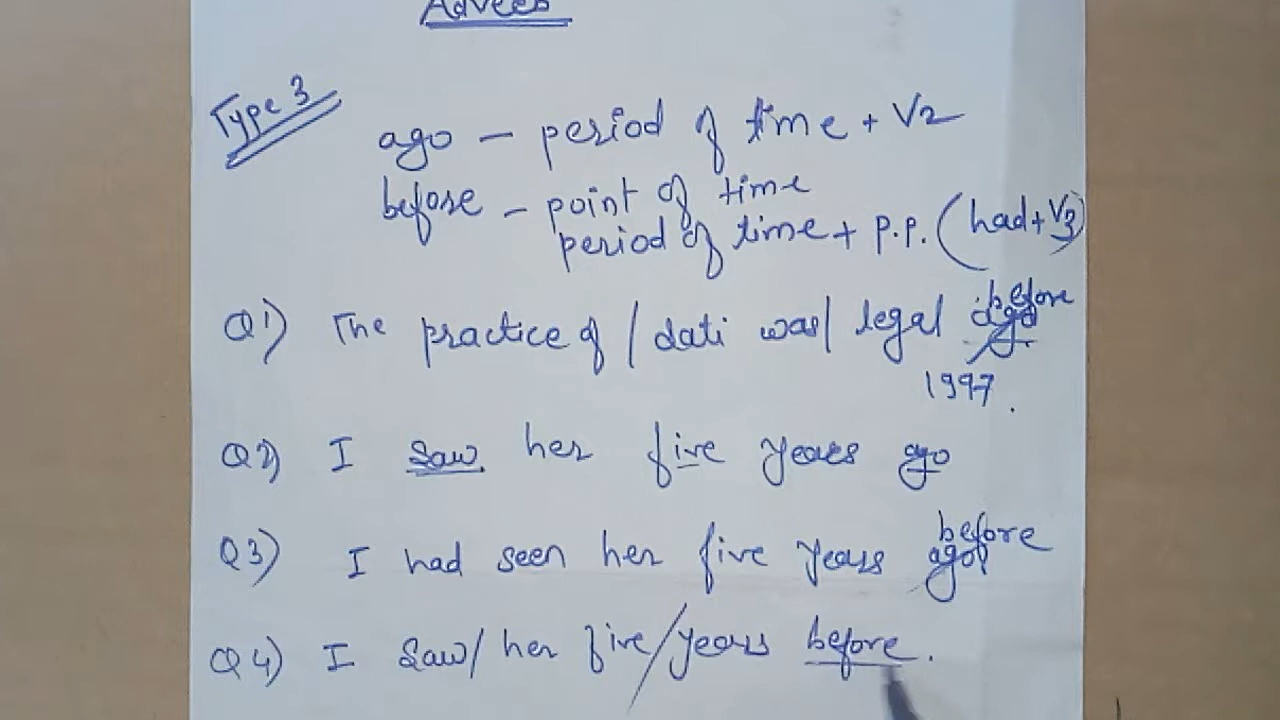 Adverb
Type 3
ago – period of time + V2
before – point of time
period of time + p.p. (had+V3)
Q1) The practice of / dati was/ legal ago before
1997.
Q2) I saw her five years ago
Q3) I had seen her five years ago before
Q4) I saw/ her five/years before.